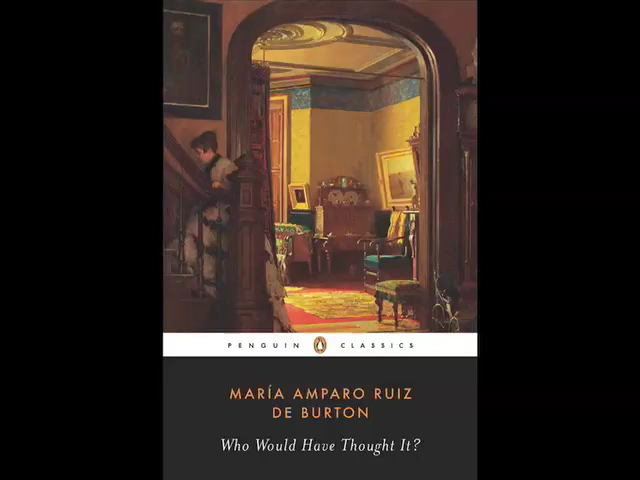 PENGUIN CLASSICS
MARÍA AMPARO RUIZ
DE BURTON
Who Would Have Thought It?